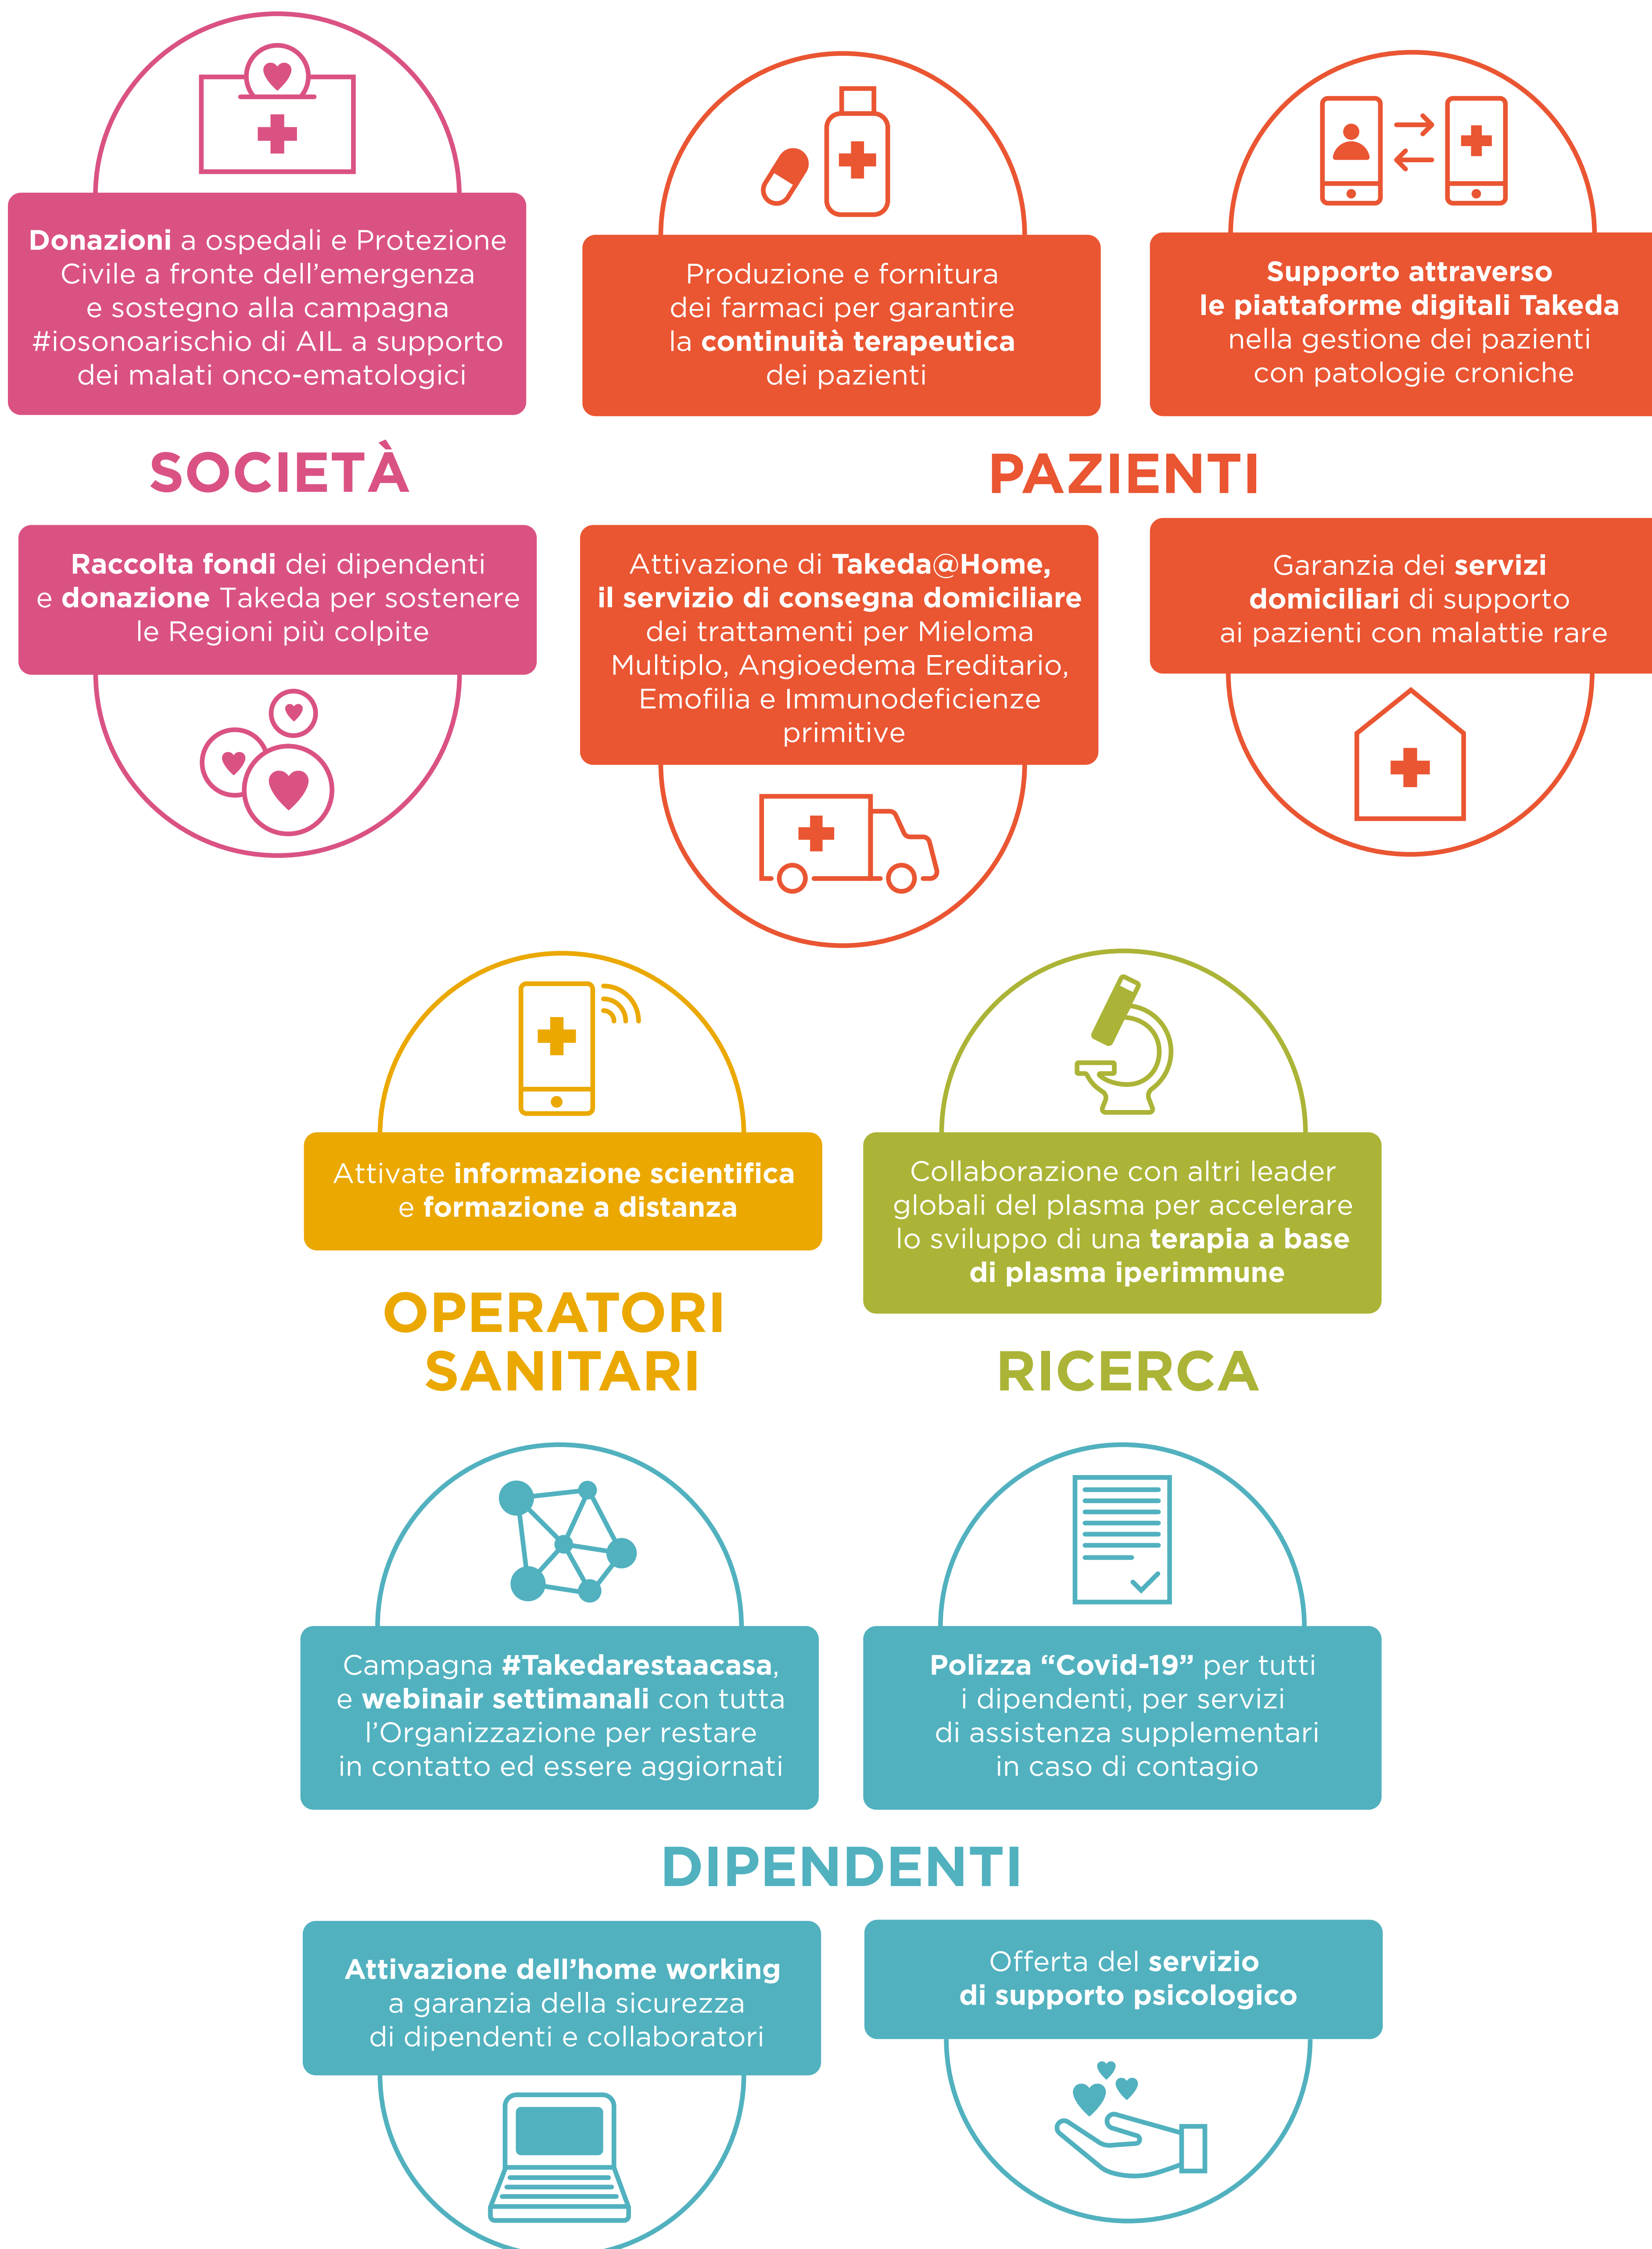 Donazioni a ospedali e Protezione
Civile a fronte dell’emergenza
e sostegno alla campagna
#iosonoarischio di AIL a supporto
dei malati onco-ematologici
SOCIETÀ
Raccolta fondi dei dipendenti
e donazione Takeda per sostenere
le Regioni più colpite
Produzione e fornitura
dei farmaci per garantire
la continuità terapeutica
dei pazienti
Supporto attraverso
le piattaforme digitali Takeda
nella gestione dei pazienti
con patologie croniche
PAZIENTI
Attivazione di Takeda@Home,
il servizio di consegna domiciliare
dei trattamenti per Mieloma
Multiplo, Angioedema Ereditario,
Emofilia e Immunodeficienze
primitive
Garanzia dei servizi
domiciliari di supporto
ai pazienti con malattie rare
Attivate informazione scientifica
e formazione a distanza
OPERATORI
SANITARI
Collaborazione con altri leader
globali del plasma per accelerare
lo sviluppo di una terapia a base
di plasma iperimmune
RICERCA
Campagna #Takedarestaacasa,
e webinair settimanali con tutta
l’Organizzazione per restare
in contatto ed essere aggiornati
Polizza “Covid-19” per tutti
i dipendenti, per servizi
di assistenza supplementari
in caso di contagio
DIPENDENTI
Attivazione dell’home working
a garanzia della sicurezza
di dipendenti e collaboratori
Offerta del servizio
di supporto psicologico